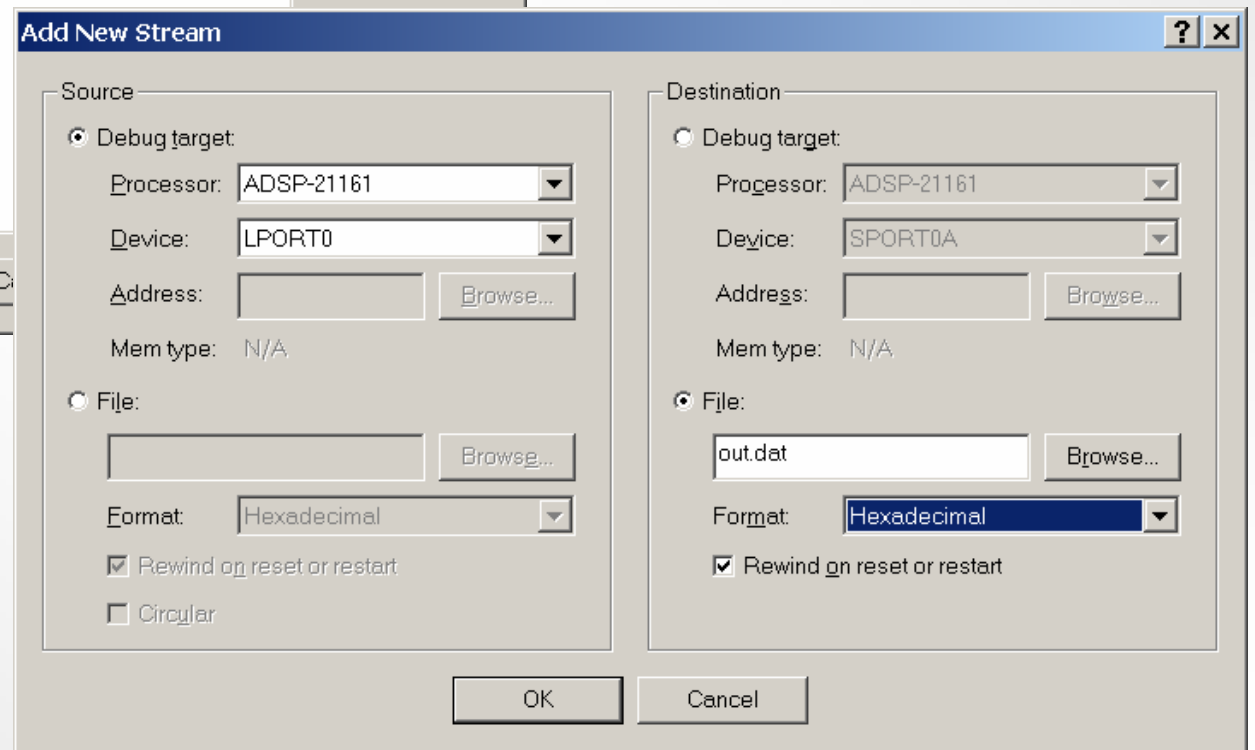 Add New Stream
Source
Debug target:
Processor: ADSP-21161
Device: LPORT0
Address: Browse...
Mem type: N/A
File:
Browse...
Format: Hexadecimal
Rewind on reset or restart
Circular
Destination
Debug target:
Processor: ADSP-21161
Device: SPORT0A
Address: Browse...
Mem type: N/A
File:
out.dat Browse...
Format: Hexadecimal
Rewind on reset or restart
OK Cancel